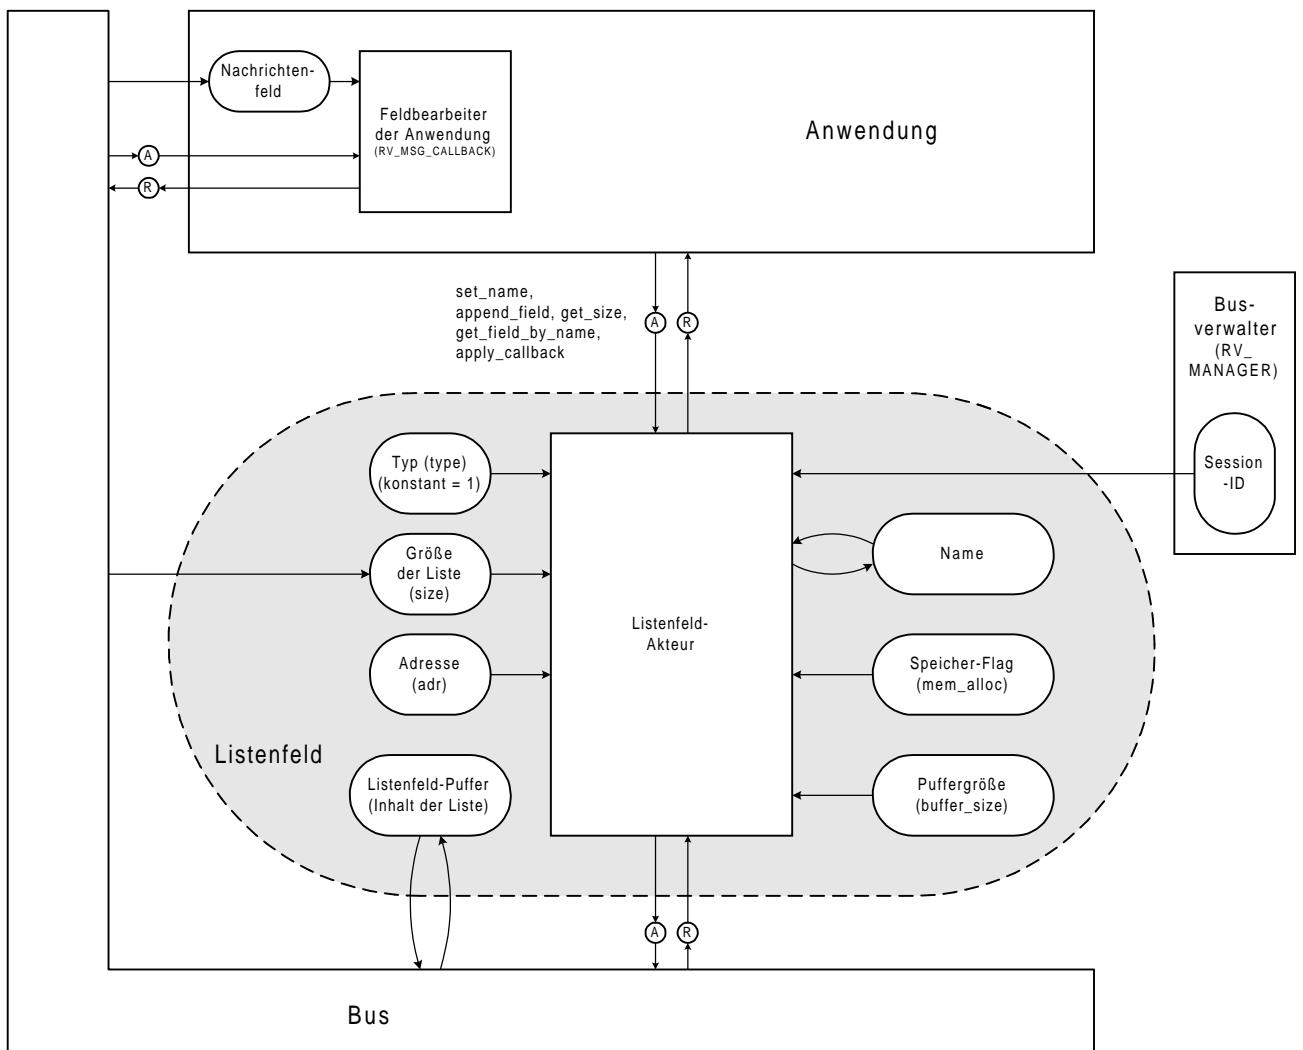 Nachrichten-
feld
Feldbearbeiter
der Anwendung
(RV_MSG_CALLBACK)
Anwendung
A
R
set_name,
append_field, get_size,
get_field_by_name,
apply_callback
A
R
Bus-
verwalter
(RV_
MANAGER)
Session
-ID
Typ (type)
(konstant = 1)
Größe
der Liste
(size)
Adresse
(adr)
Listenfeld
Listenfeld-Puffer
(Inhalt der Liste)
Listenfeld-
Akteur
Name
Speicher-Flag
(mem_alloc)
Puffergröße
(buffer_size)
A
R
Bus